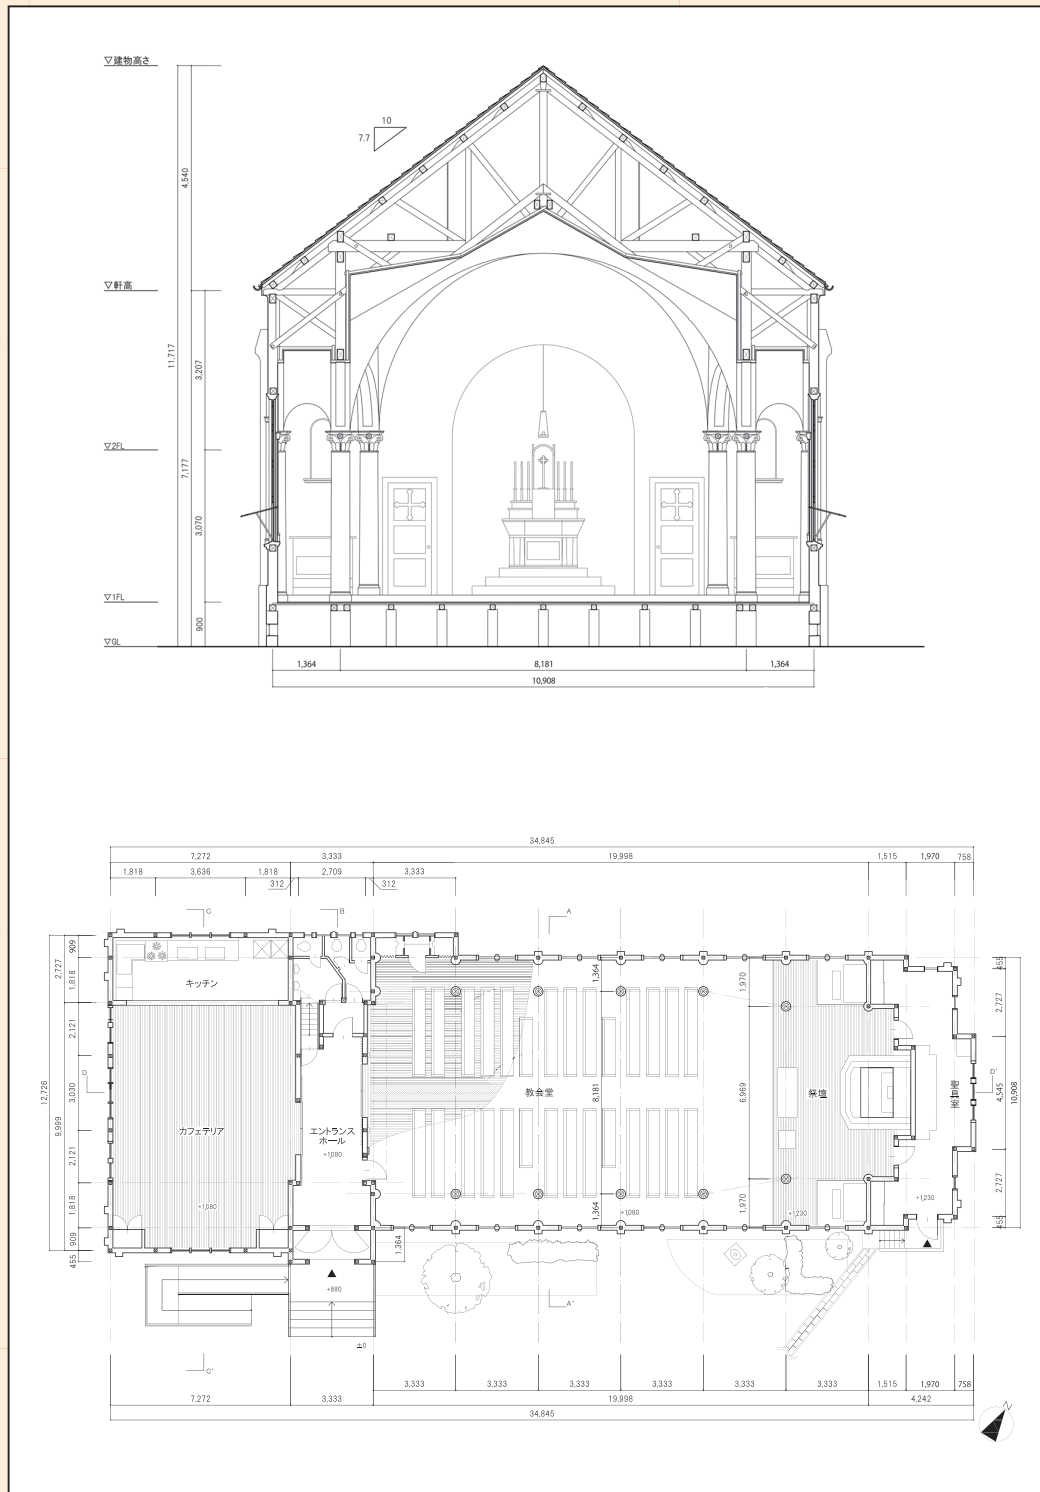 ▽建物高さ
10
7.7
4,540
▽軒高
11,717
3,207
▽2FL
7,177
3,070
▽1FL
900
▽GL
1,364 8,181 1,364
10,908
34,845
7,272 3,333 19,998 1,515 1,970 758
1,818 3,636 1,818 2,709 3,333
312 312
C B A
909
2,727
1,818
キッチン
1,364
1,970
455
2,727
2,121
12,726
9,999
3,030
D
D'
カフェテリア
エントランス
ホール
+1,080
教会堂
8,181
6,969
祭壇
聖具室
4,545
10,908
2,121
1,818
+1,080
909
455
1,364
1,364
+1,080
1,970
+1,230
+1,230
2,727
455
+880
±0
A'
C'
3,333 3,333 3,333 3,333 3,333 3,333 1,515 1,970 758
7,272 3,333 19,998 4,242
34,845
N